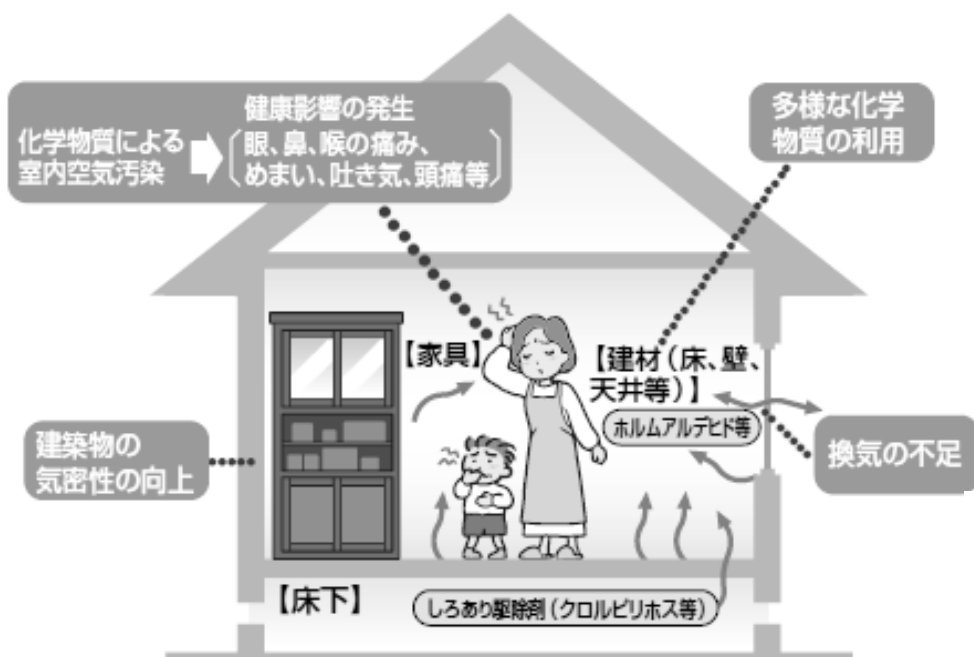 健康影響の発生
化学物質による
室内空気汚染
眼、鼻、喉の痛み、
めまい、吐き気、頭痛等
多様な化学
物質の利用
【家具】
【建材(床、壁、
天井等)】
ホルムアルデヒド等
建築物の
気密性の向上
換気の不足
【床下】
しろあり駆除剤(クロルピリホス等)